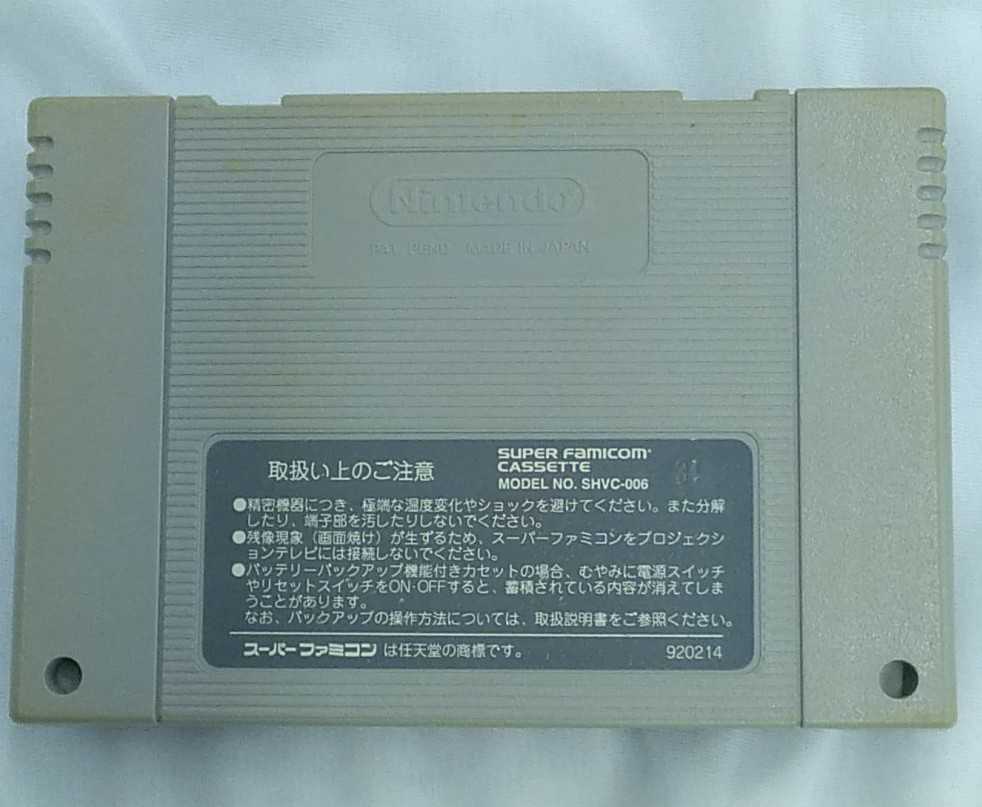 Nintendo®
PAT. PEND. MADE IN JAPAN
取扱い上のご注意
SUPER FAMICOM®
CASSETTE
MODEL NO. SHVC-006
●精密機器につき、極端な温度変化やショックを避けてください。また分解
したり、端子部を汚したりしないでください。
●残像現象（画面焼け）が生ずるため、スーパーファミコンをプロジェクシ
ョンテレビには接続しないでください。
●バッテリーバックアップ機能付きカセットの場合、むやみに電源スイッチ
やリセットスイッチをON·OFFすると、蓄積されている内容が消えてしま
うことがあります。
なお、バックアップの操作方法については、取扱説明書をご参照ください。
スーパーファミコン は任天堂の商標です。
920214